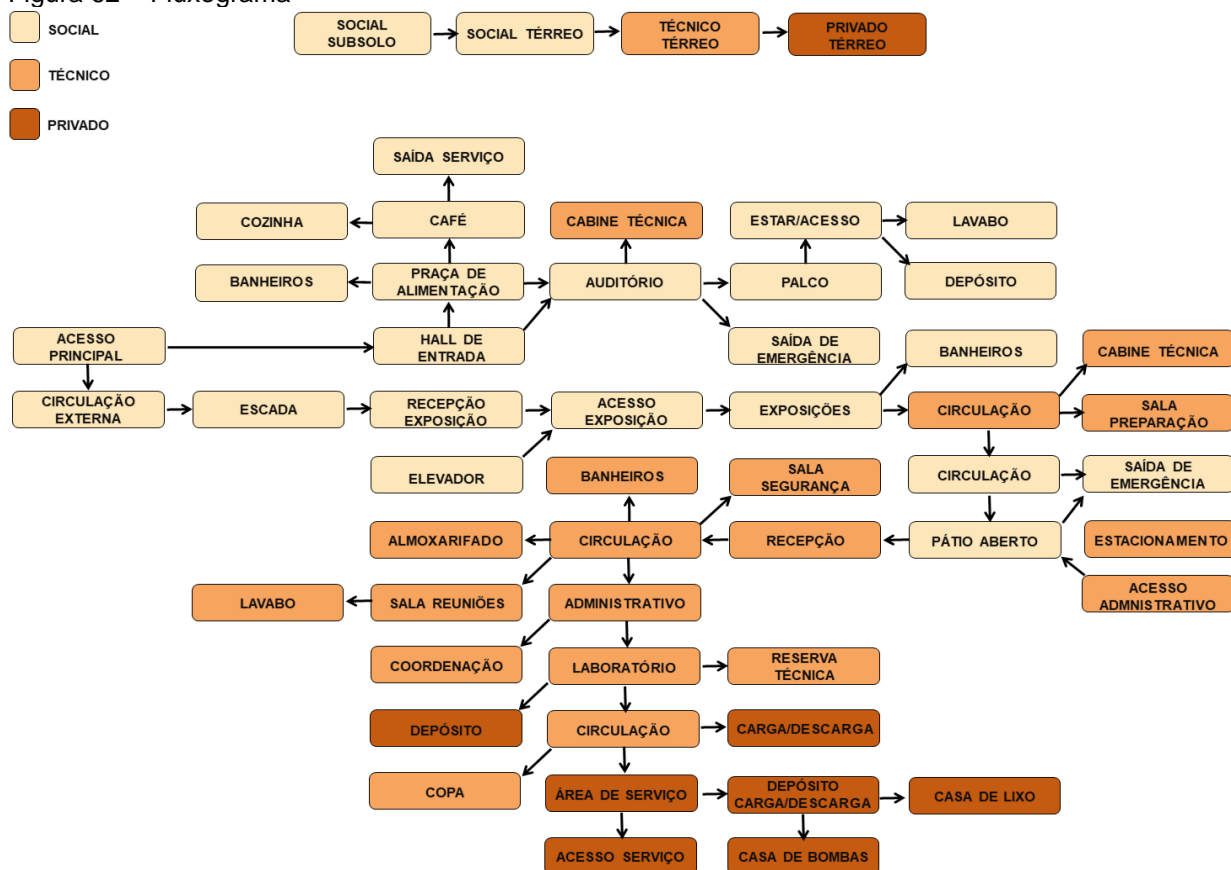 Figura 62 – Fluxograma
SOCIAL
TÉCNICO
PRIVADO
SOCIAL
SUBSOLO
SOCIAL TÉRREO
TÉCNICO
TÉRREO
PRIVADO
TÉRREO
SAÍDA SERVIÇO
COZINHA
CAFÉ
CABINE TÉCNICA
ESTAR/ACESSO
LAVABO
BANHEIROS
PRAÇA DE
ALIMENTAÇÃO
AUDITÓRIO
PALCO
DEPÓSITO
ACESSO
PRINCIPAL
HALL DE
ENTRADA
SAÍDA DE
EMERGÊNCIA
BANHEIROS
CABINE TÉCNICA
CIRCULAÇÃO
EXTERNA
ESCADA
RECEPÇÃO
EXPOSIÇÃO
ACESSO
EXPOSIÇÃO
EXPOSIÇÕES
CIRCULAÇÃO
SALA
PREPARAÇÃO
ELEVADOR
BANHEIROS
SALA
SEGURANÇA
CIRCULAÇÃO
SAÍDA DE
EMERGÊNCIA
ALMOXARIFADO
CIRCULAÇÃO
RECEPÇÃO
PÁTIO ABERTO
ESTACIONAMENTO
LAVABO
SALA REUNIÕES
ADMINISTRATIVO
ACESSO
ADMNISTRATIVO
COORDENAÇÃO
LABORATÓRIO
RESERVA
TÉCNICA
DEPÓSITO
CIRCULAÇÃO
CARGA/DESCARGA
COPA
ÁREA DE SERVIÇO
DEPÓSITO
CARGA/DESCARGA
CASA DE LIXO
ACESSO SERVIÇO
CASA DE BOMBAS